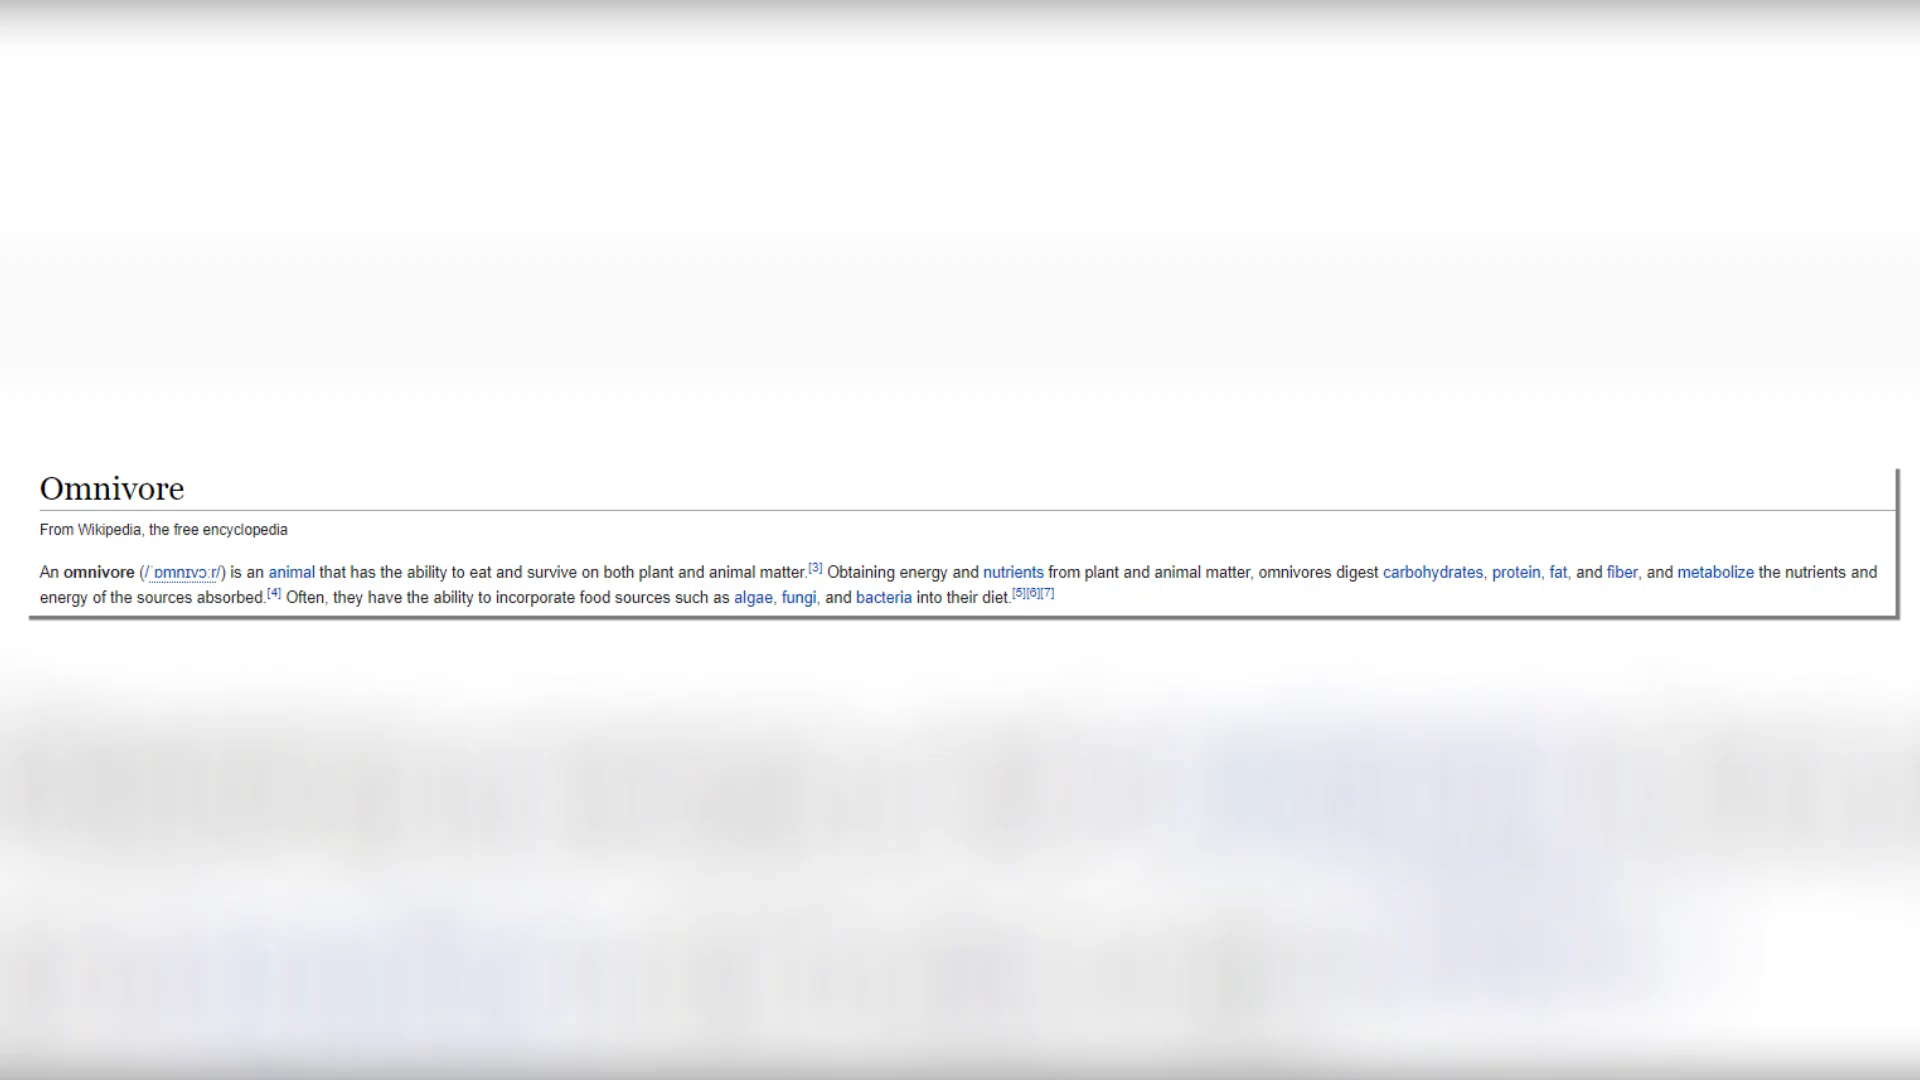 Omnivore
From Wikipedia, the free encyclopedia
An omnivore (/ˈɒmnɪvɔːr/) is an animal that has the ability to eat and survive on both plant and animal matter.[3] Obtaining energy and nutrients from plant and animal matter, omnivores digest carbohydrates, protein, fat, and fiber, and metabolize the nutrients and
energy of the sources absorbed.[4] Often, they have the ability to incorporate food sources such as algae, fungi, and bacteria into their diet.[5][6][7]